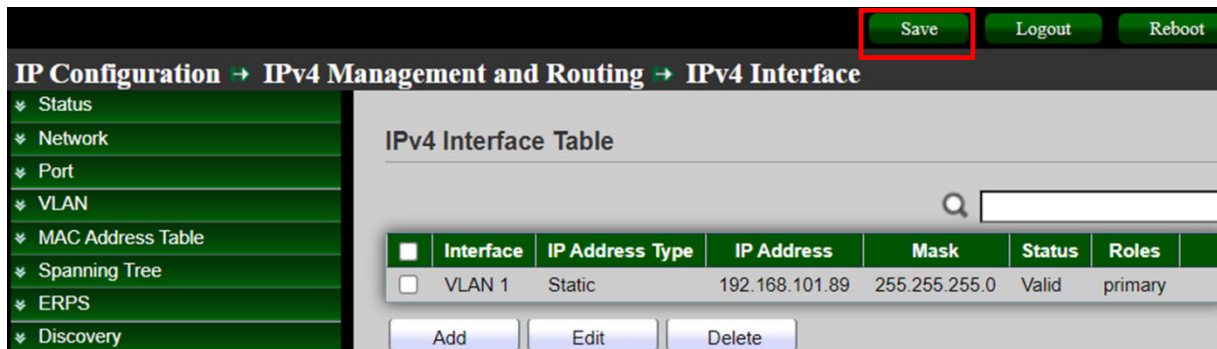 Save Logout Reboot
IP Configuration → IPv4 Management and Routing → IPv4 Interface
Status
Network
Port
VLAN
MAC Address Table
Spanning Tree
ERPS
Discovery
IPv4 Interface Table
Interface IP Address Type IP Address Mask Status Roles
VLAN 1 Static 192.168.101.89 255.255.255.0 Valid primary
Add Edit Delete